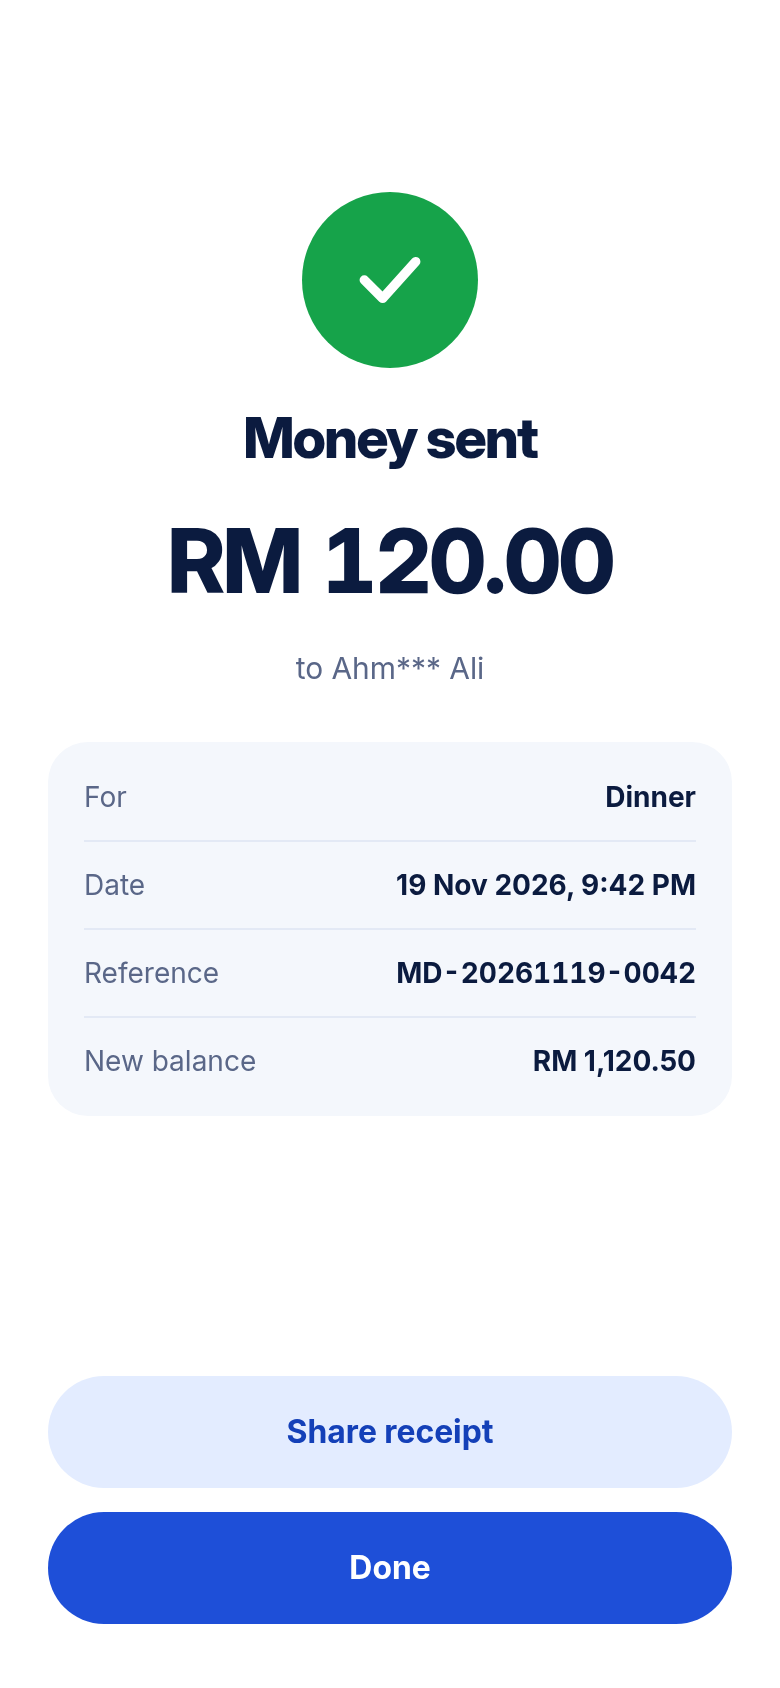 Money sent
RM 120.00
to Ahm*** Ali
For Dinner
Date 19 Nov 2026, 9:42 PM
Reference MD-20261119-0042
New balance RM 1,120.50
Share receipt
Done